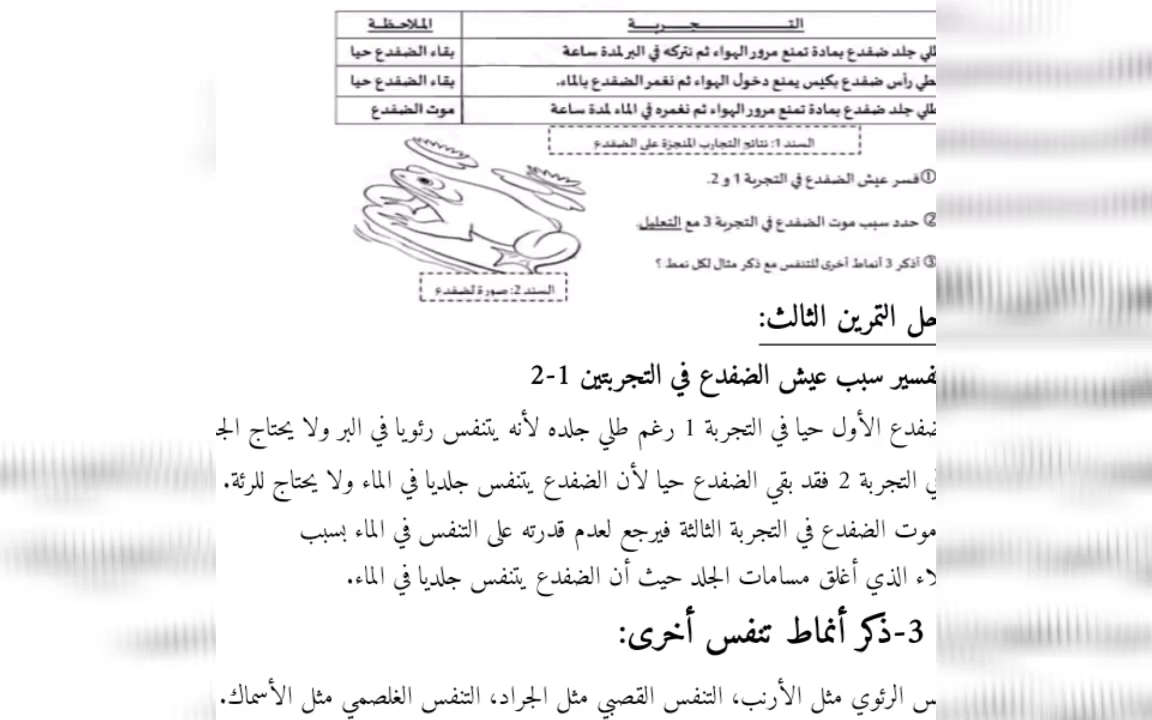 التـــجـــربـــة الملاحظة
طلي جلد ضفدع بمادة تمنع مرور الهواء ثم نتركه في البر لمدة ساعة بقاء الضفدع حيا
رأس ضفدع بكيس يمنع دخول الهواء ثم نغمر الضفدع بالماء. بقاء الضفدع حيا
طلي جلد ضفدع بمادة تمنع مرور الهواء ثم نغمره في الماء لمدة ساعة موت الضفدع
السند 1: نتائج التجارب المنجزة على الضفدع
① فسر عيش الضفدع في التجربة 1 و 2.
② حدد سبب موت الضفدع في التجربة 3 مع التعليل.
③ أذكر 3 أنماط أخرى للتنفس مع ذكر مثال لكل نمط ؟
السند 2: صورة لضفدع
حل التمرين الثالث:
تفسير سبب عيش الضفدع في التجربتين 1-2
ضفدع الأول حيا في التجربة 1 رغم طلي جلده لأنه يتنفس رئويا في البر ولا يحتاج
في التجربة 2 فقد بقي الضفدع حيا لأن الضفدع يتنفس جلديا في الماء ولا يحتاج للرئة.
موت الضفدع في التجربة الثالثة فيرجع لعدم قدرته على التنفس في الماء بسبب
الذي أغلق مسامات الجلد حيث أن الضفدع يتنفس جلديا في الماء.
3-ذكر أنماط تنفس أخرى:
الرئوي مثل الأرنب، التنفس القصبي مثل الجراد، التنفس الغلصمي مثل الأسماك.